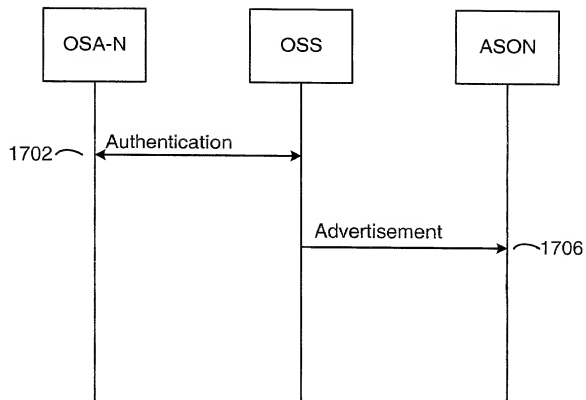 OSA-N
OSS
ASON
Authentication
1702
Advertisement
1706